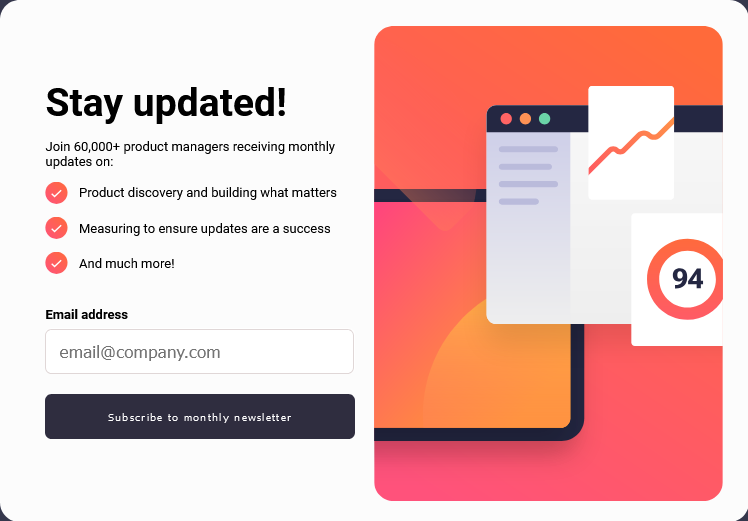 Stay updated!
Join 60,000+ product managers receiving monthly
updates on:
Product discovery and building what matters
Measuring to ensure updates are a success
And much more!
Email address
email@company.com
Subscribe to monthly newsletter
94